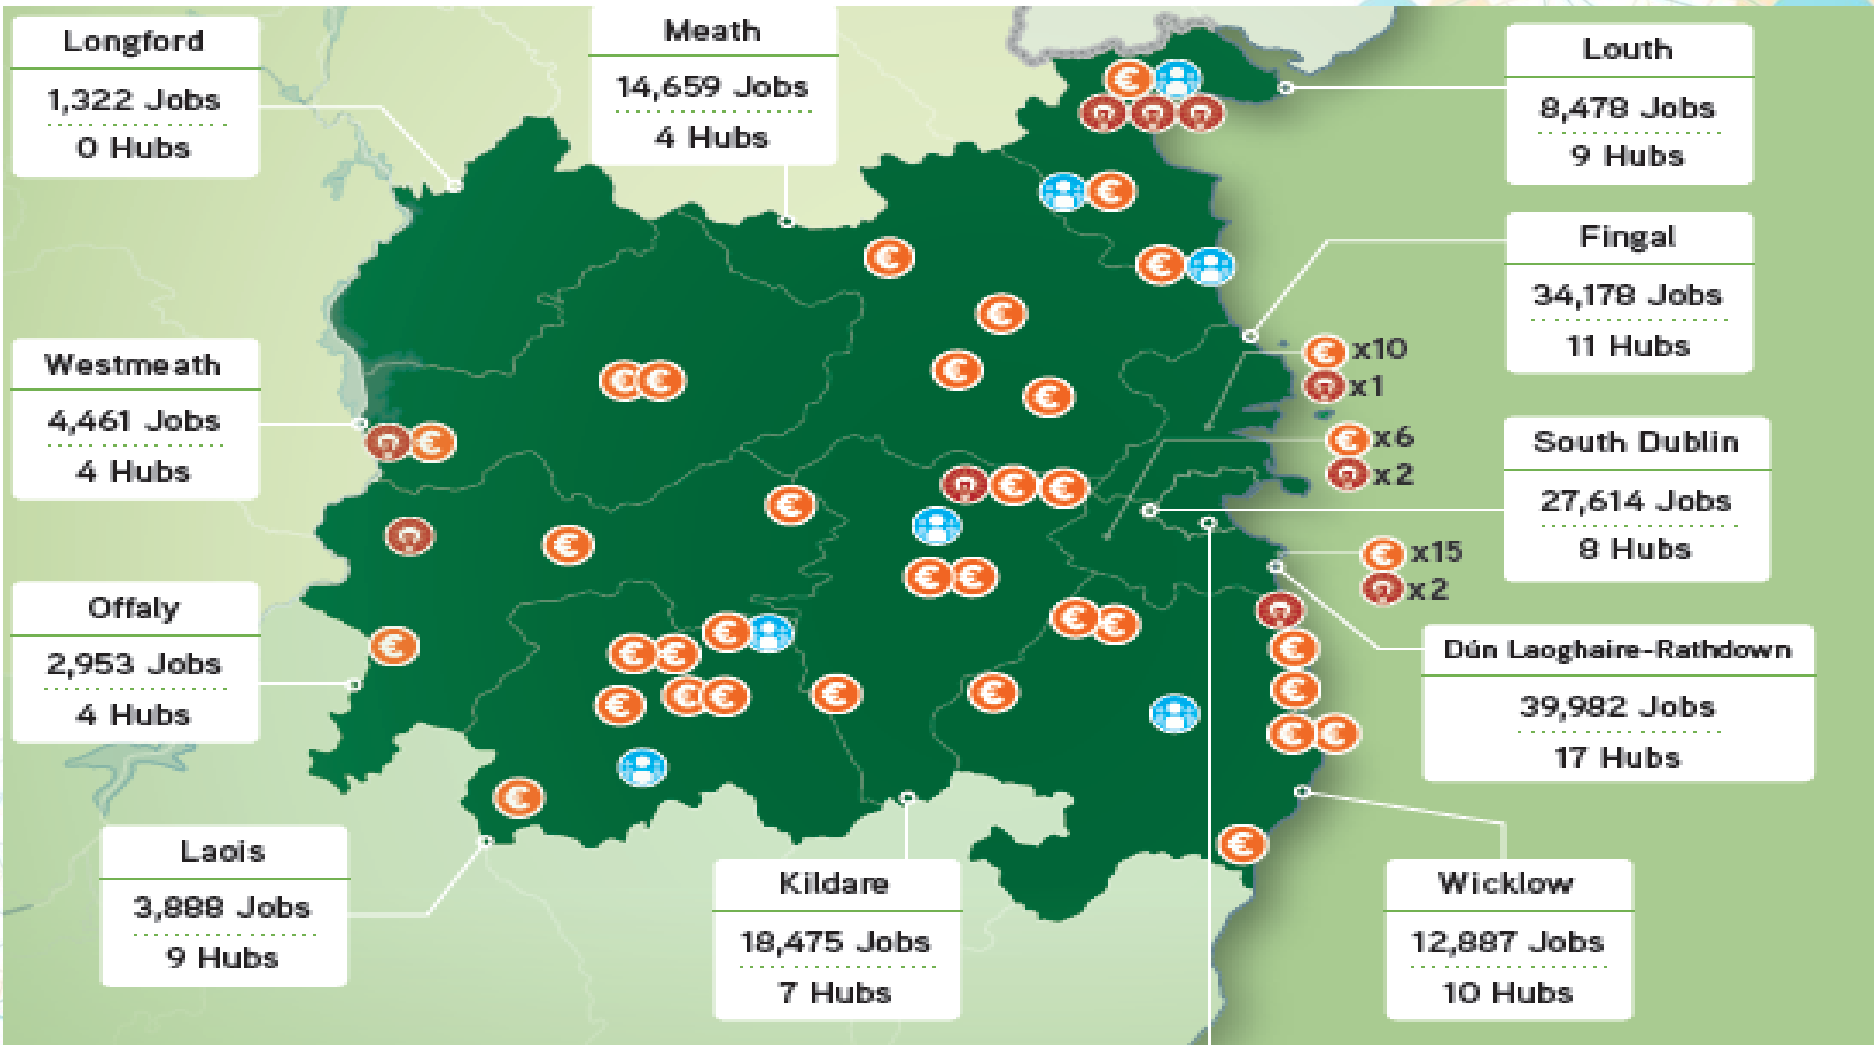 Longford
1,322 Jobs
0 Hubs
Meath
14,659 Jobs
4 Hubs
Louth
8,478 Jobs
9 Hubs
Fingal
34,178 Jobs
11 Hubs
€ x10
x1
Westmeath
4,461 Jobs
4 Hubs
€ x6
x2
South Dublin
27,614 Jobs
8 Hubs
€ x15
x2
Offaly
2,953 Jobs
4 Hubs
Dún Laoghaire-Rathdown
39,982 Jobs
17 Hubs
Laois
3,888 Jobs
9 Hubs
Kildare
18,475 Jobs
7 Hubs
Wicklow
12,887 Jobs
10 Hubs